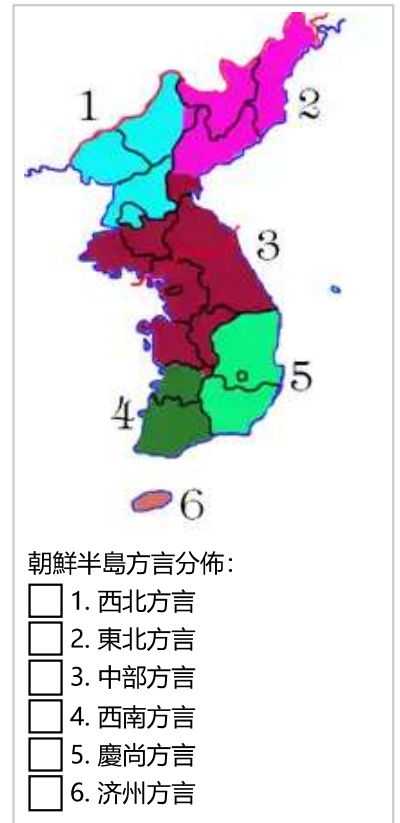 1
2
3
5
4
6
朝鮮半島方言分佈：
1. 西北方言
2. 東北方言
3. 中部方言
4. 西南方言
5. 慶尚方言
6. 济州方言